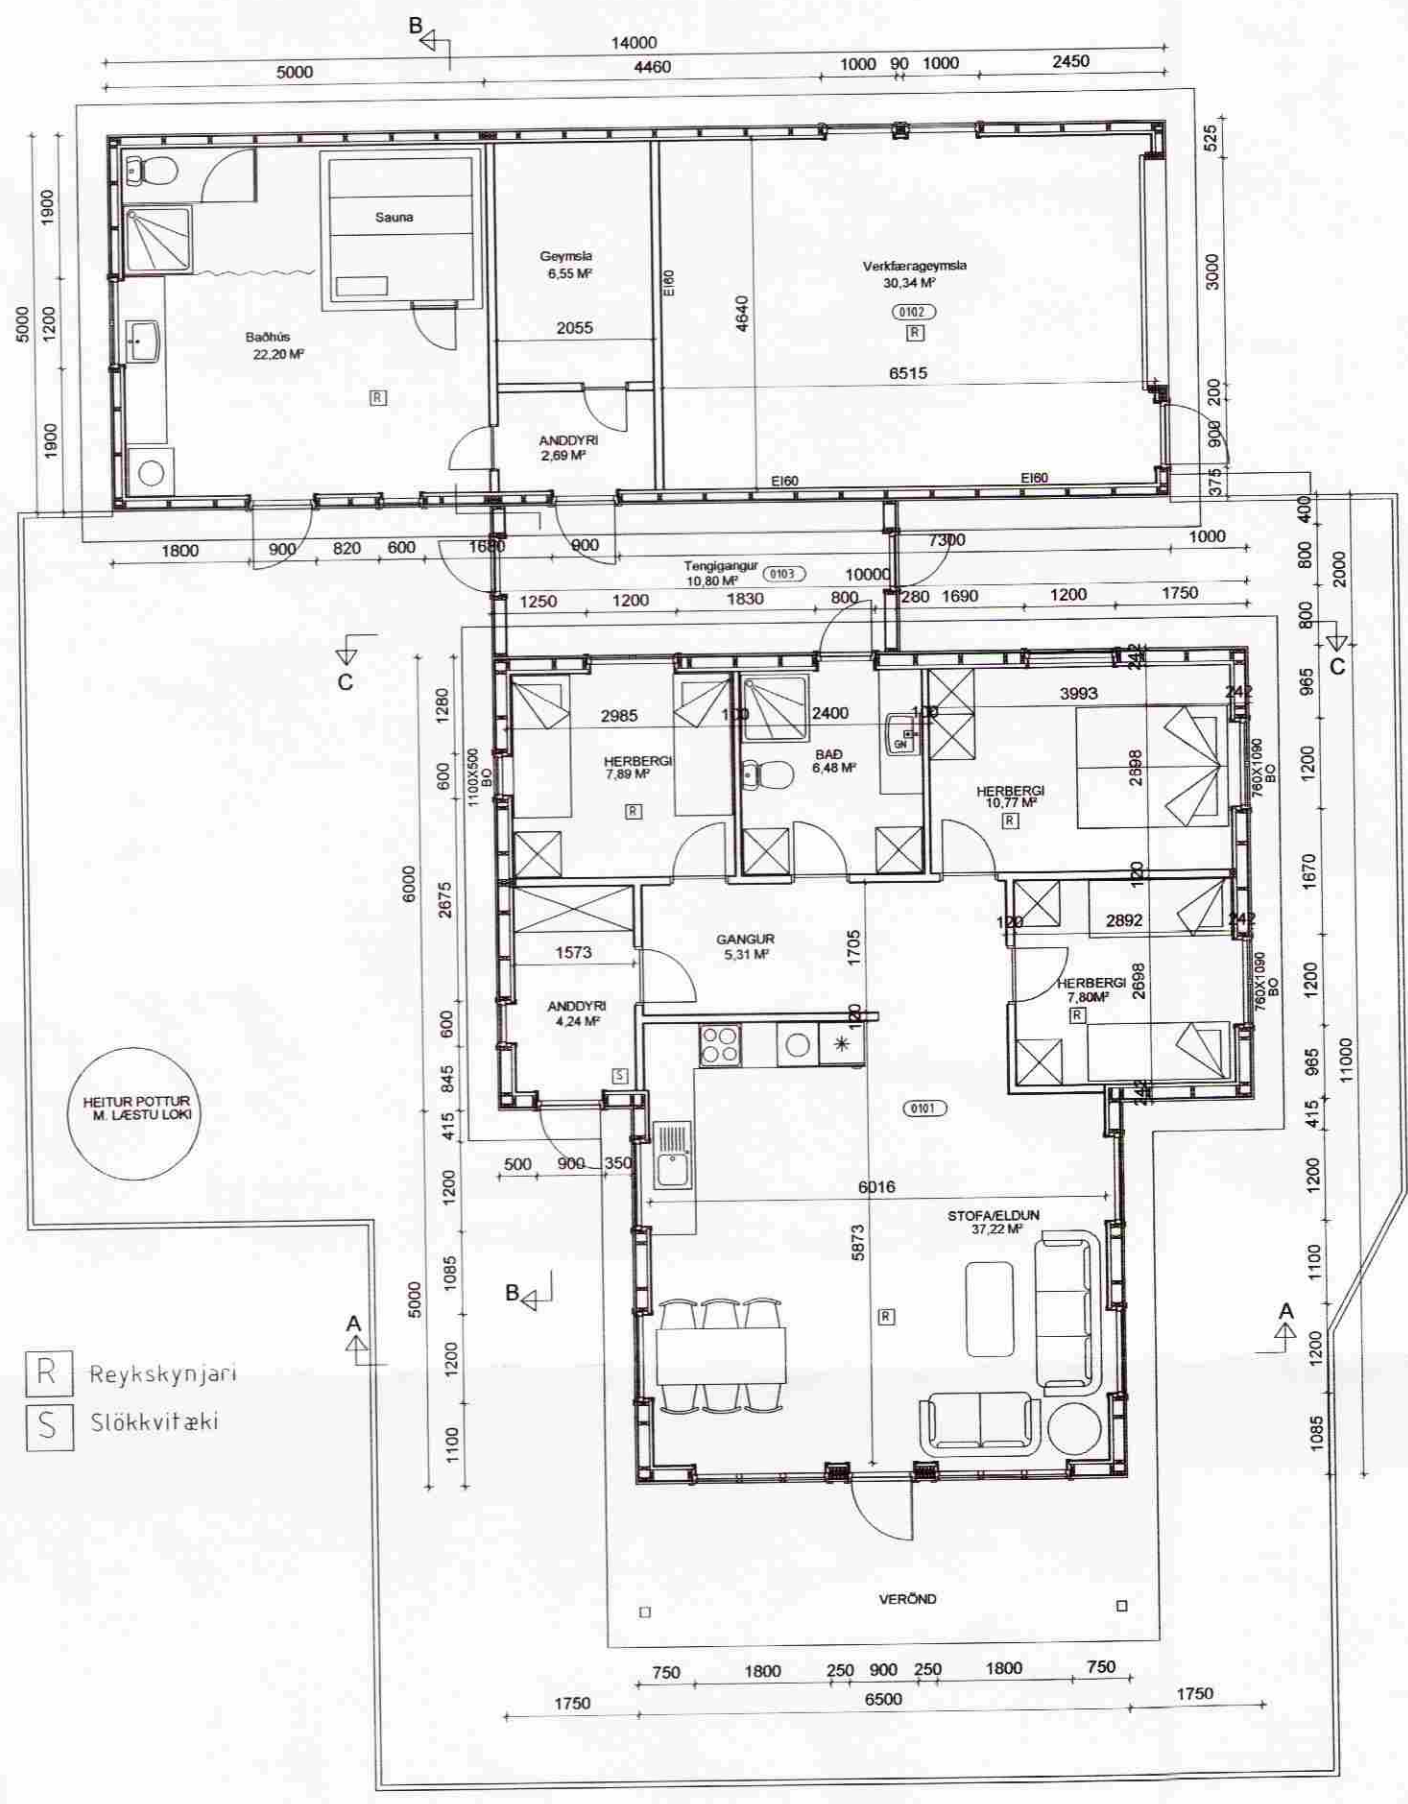 B
14000
5000
4460
1000
90
1000
2450
525
1900
Sauna
Geymsla
6,55 M²
Verkfærageymsla
30,34 M²
0102
R
EI60
3000
5000
1200
Baðhús
22,20 M²
2055
4640
6515
R
200
1900
ANDDYRI
2,69 M²
900
EI60
EI60
375
400
1800
900
820
600
1680
900
7300
1000
Tengigangur
10,80 M²
0103
10000
800
2000
1250
1200
1830
800
280
1690
1200
1750
800
C
C
242
1280
2985
100
2400
100
3993
242
965
GN
HERBERGI
7,89 M²
BAÐ
6,48 M²
2698
600
1100X500
BO
760X1090
BO
1200
R
HERBERGI
10,77 M²
R
6000
2675
120
1670
1573
GANGUR
5,31 M²
1705
120
2892
242
ANDDYRI
4,24 M²
HERBERGI
7,80M²
2698
760X1090
BO
1200
R
600
120
S
845
965
11000
HEITUR POTTUR
M. LÆSTU LOKI
0101
242
415
415
500
900
350
1200
6016
1200
STOFA/ELDUN
37,22 M²
5873
1085
1100
5000
B
R
A
A
1200
1200
R
Reykskynjari
S
Slökkvitæki
1100
1085
VERÖND
750
1800
250
900
250
1800
750
1750
6500
1750